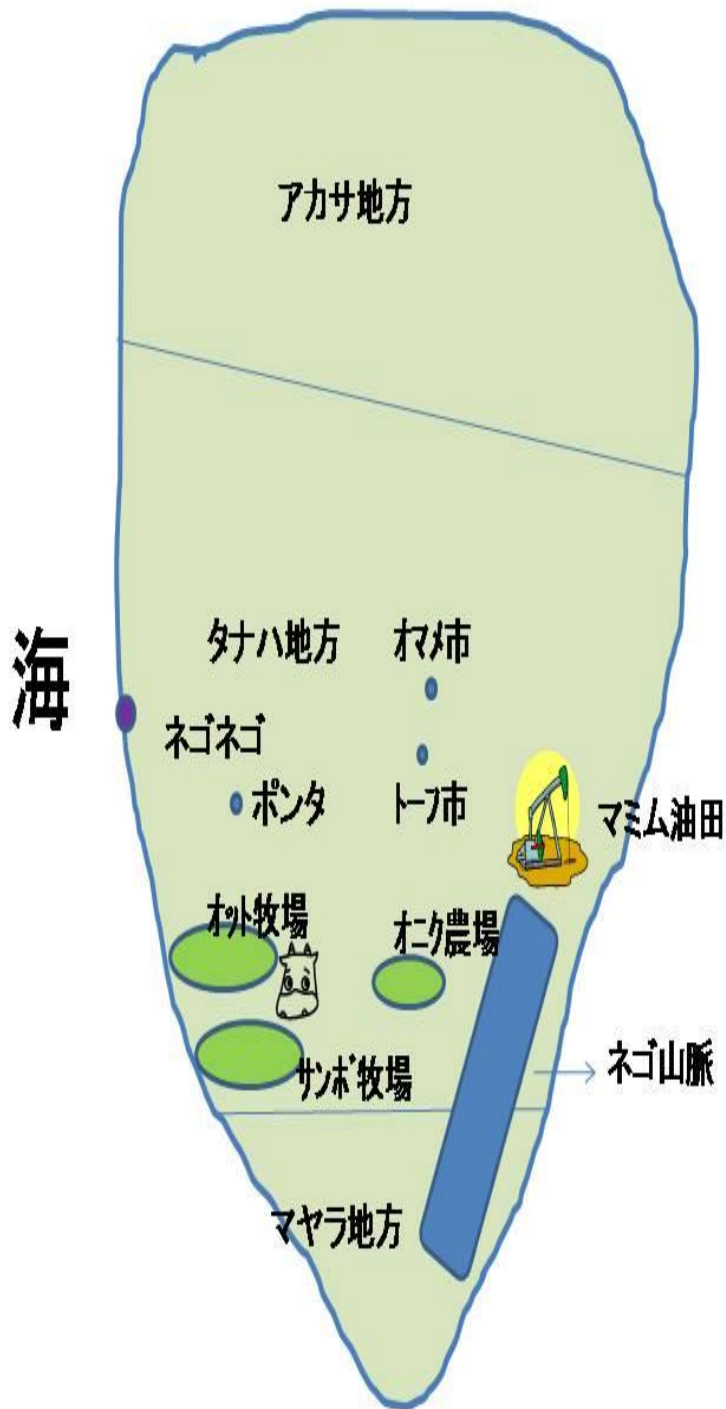 アカサ地方
タナハ地方
オマメ市
海
ネゴネゴ
ポンタ
トーフ市
マミム油田
オット牧場
オニク農場
サンボ牧場
ネゴ山脈
マヤラ地方